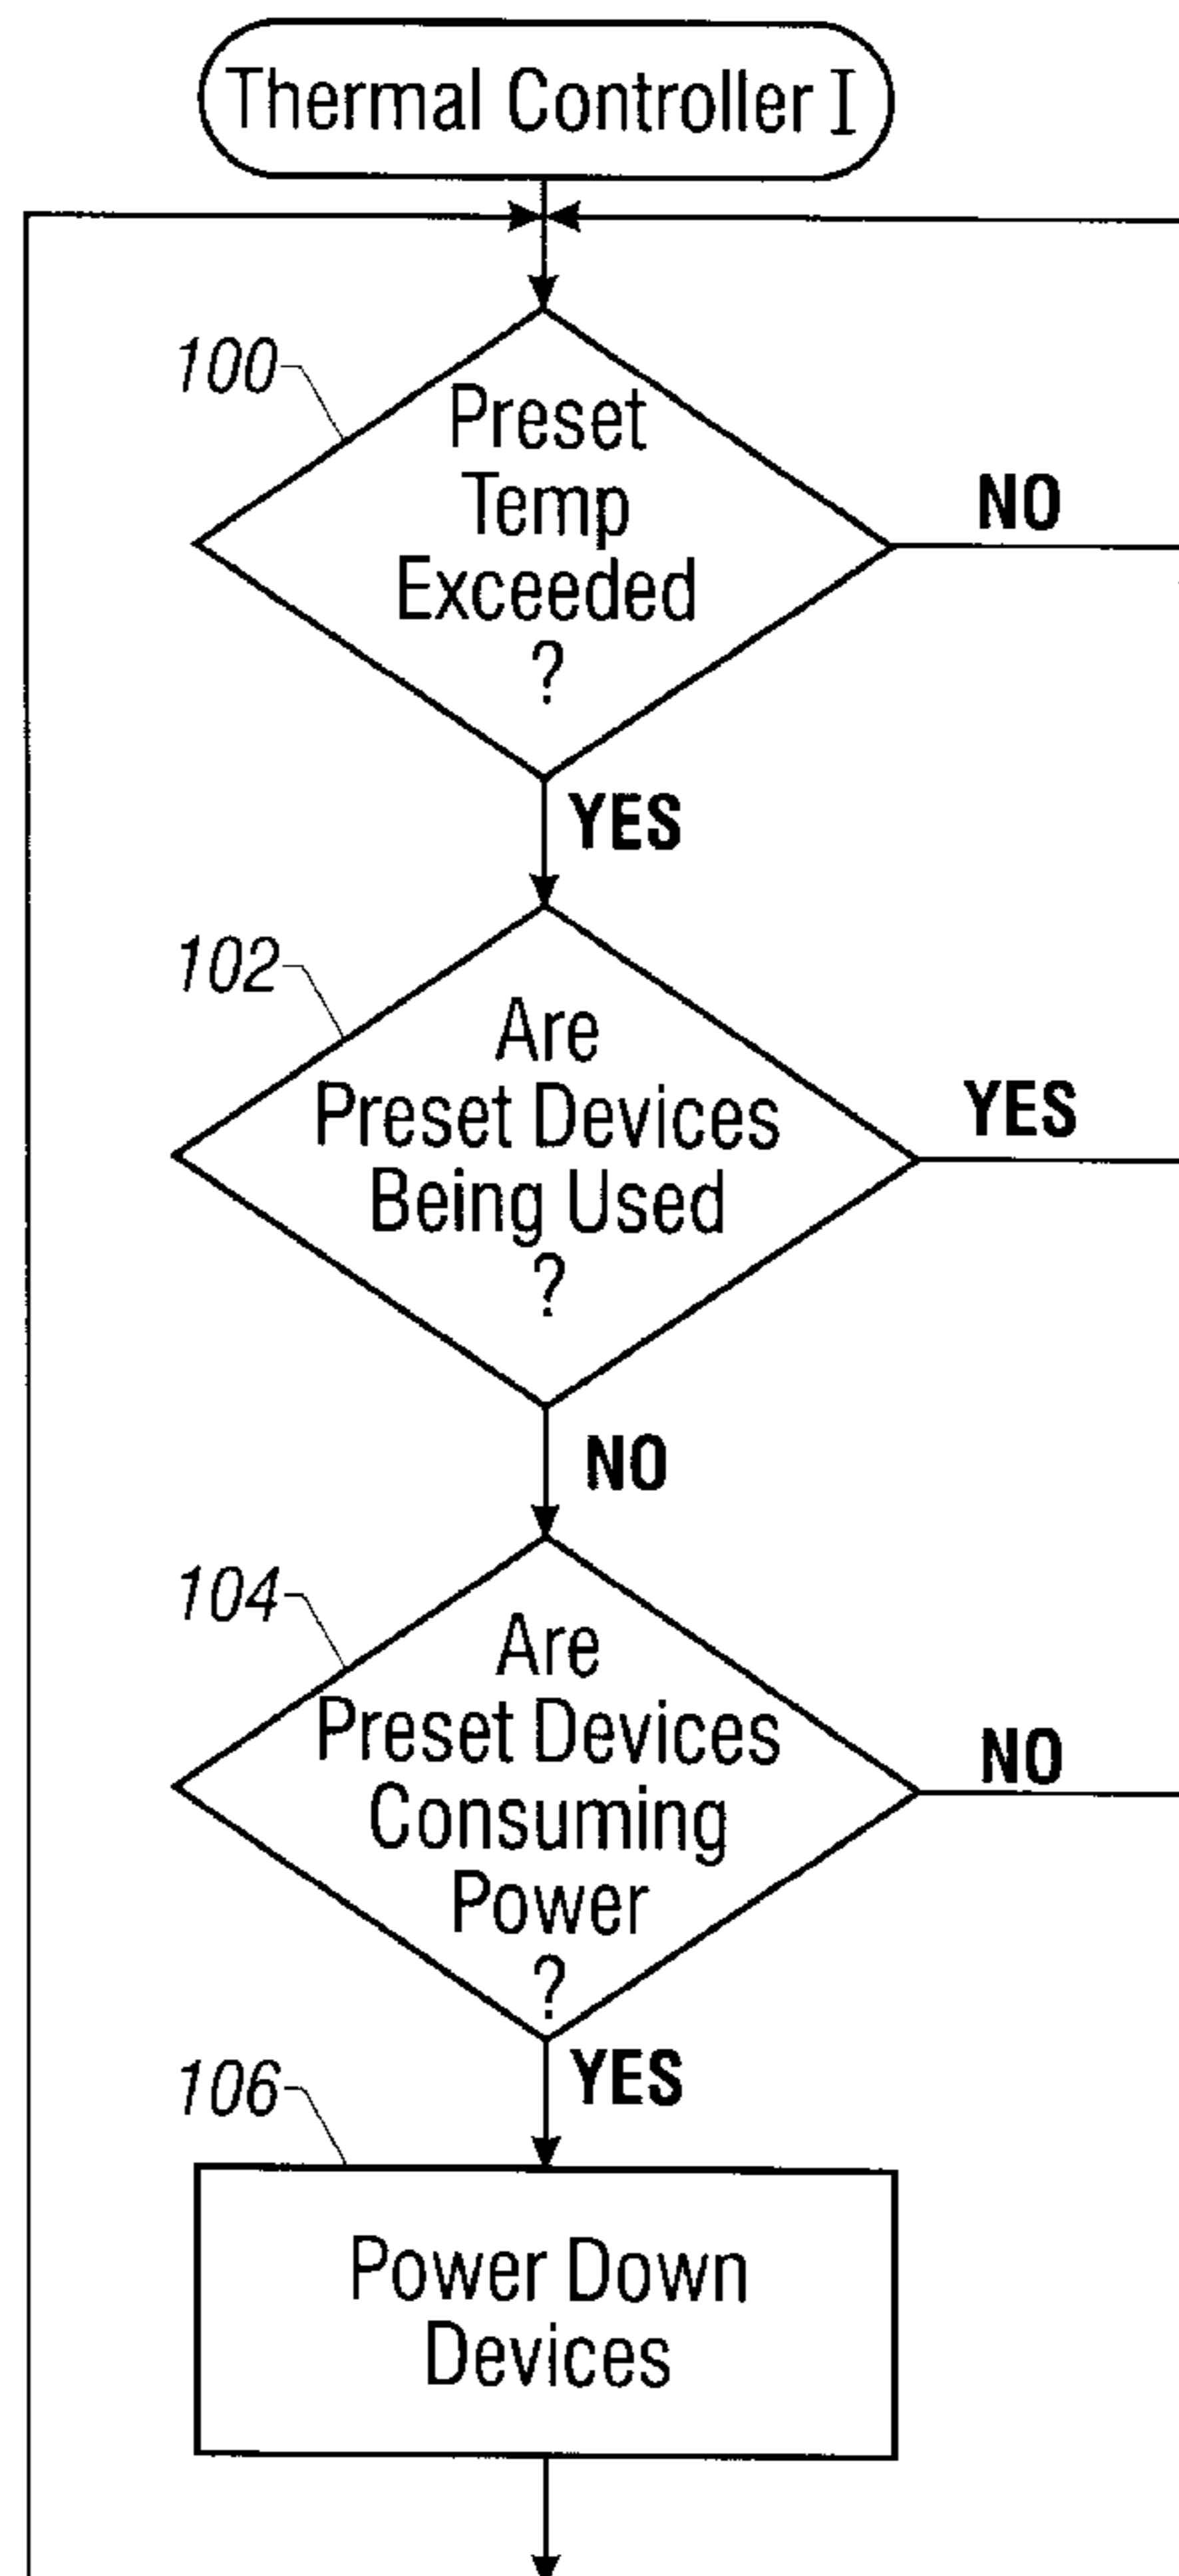 Thermal Controller I
100
Preset
Temp
Exceeded
?
NO
YES
102
Are
Preset Devices
Being Used
?
YES
NO
104
Are
Preset Devices
Consuming
Power
?
NO
YES
106
Power Down
Devices